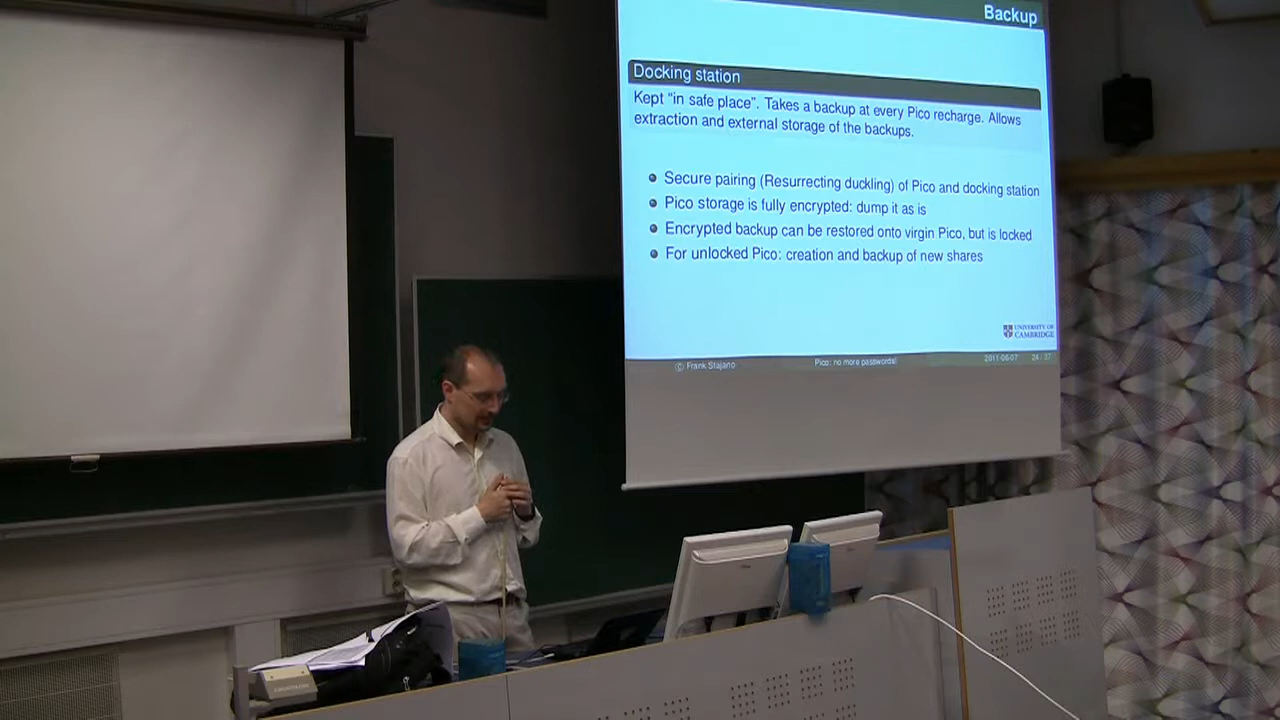 Backup
Docking station
Kept "in safe place". Takes a backup at every Pico recharge. Allows
extraction and external storage of the backups.
Secure pairing (Resurrecting duckling) of Pico and docking station
Pico storage is fully encrypted: dump it as is
Encrypted backup can be restored onto virgin Pico, but is locked
For unlocked Pico: creation and backup of new shares
UNIVERSITY OF
CAMBRIDGE
© Frank Stajano
Pico: no more passwords!
2011-06-07
24 / 37